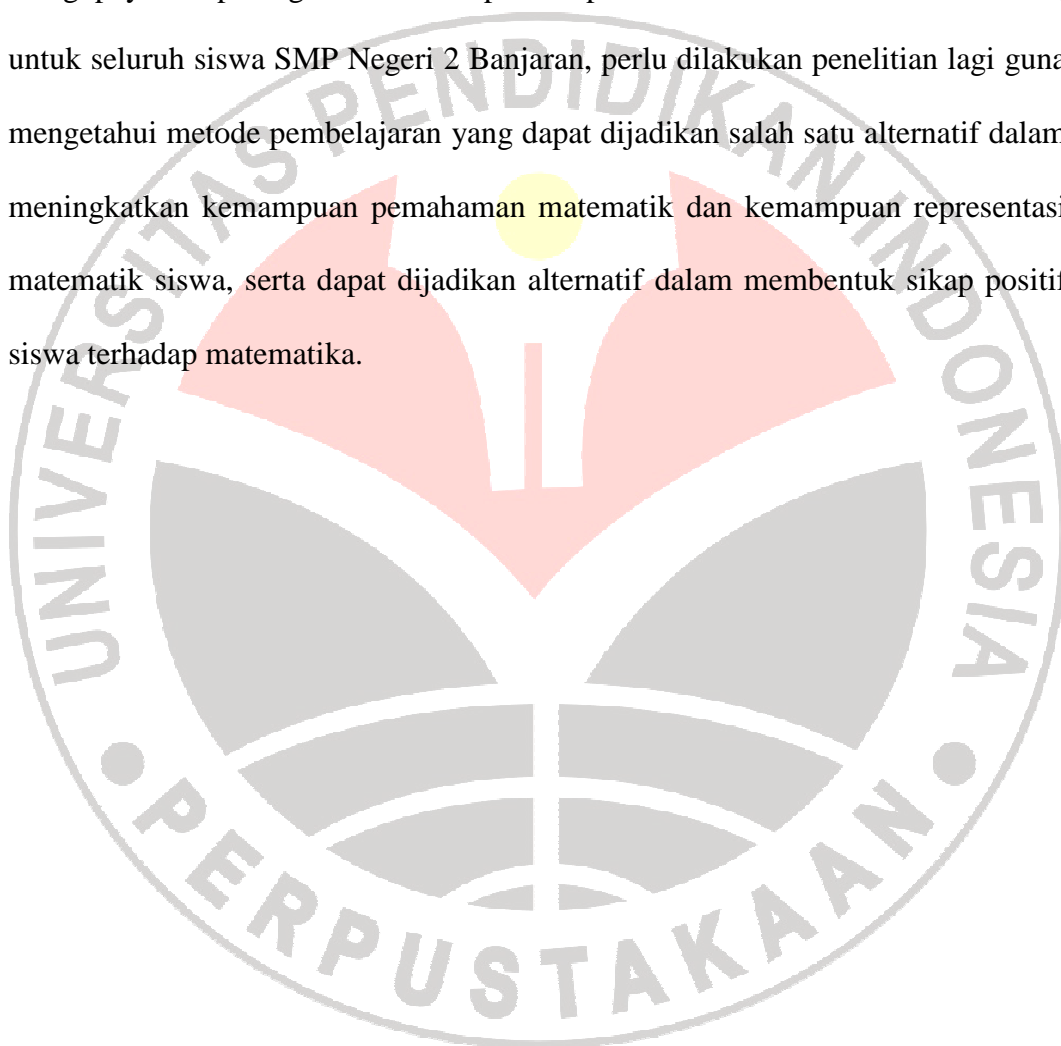 untuk seluruh siswa SMP Negeri 2 Banjaran, perlu dilakukan penelitian lagi guna
mengetahui metode pembelajaran yang dapat dijadikan salah satu alternatif dalam
meningkatkan kemampuan pemahaman matematik dan kemampuan representasi
matematik siswa, serta dapat dijadikan alternatif dalam membentuk sikap positif
siswa terhadap matematika.
UNIVERSITAS PENDIDIKAN INDONESIA
PERPUSTAKAAN